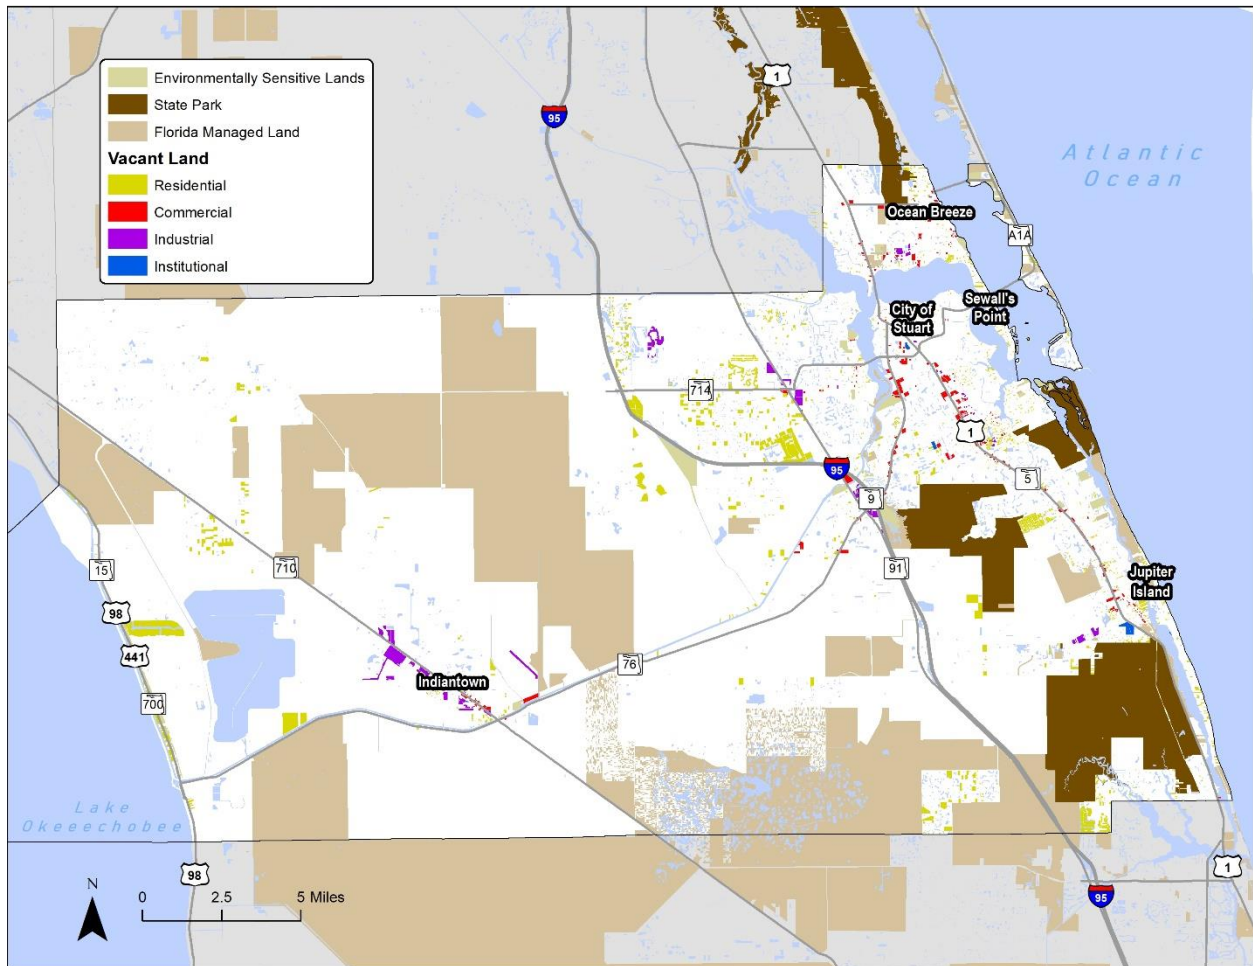 Environmentally Sensitive Lands
State Park
Florida Managed Land
Vacant Land
Residential
Commercial
Industrial
Institutional
1
95
Atlantic
Ocean
Ocean Breeze
A1A
City of
Stuart
Sewall's
Point
714
1
95
5
9
15
710
91
Jupiter
Island
98
441
76
Indiantown
700
Lake
Okeeechobee
98
1
95
N
0 2.5 5 Miles